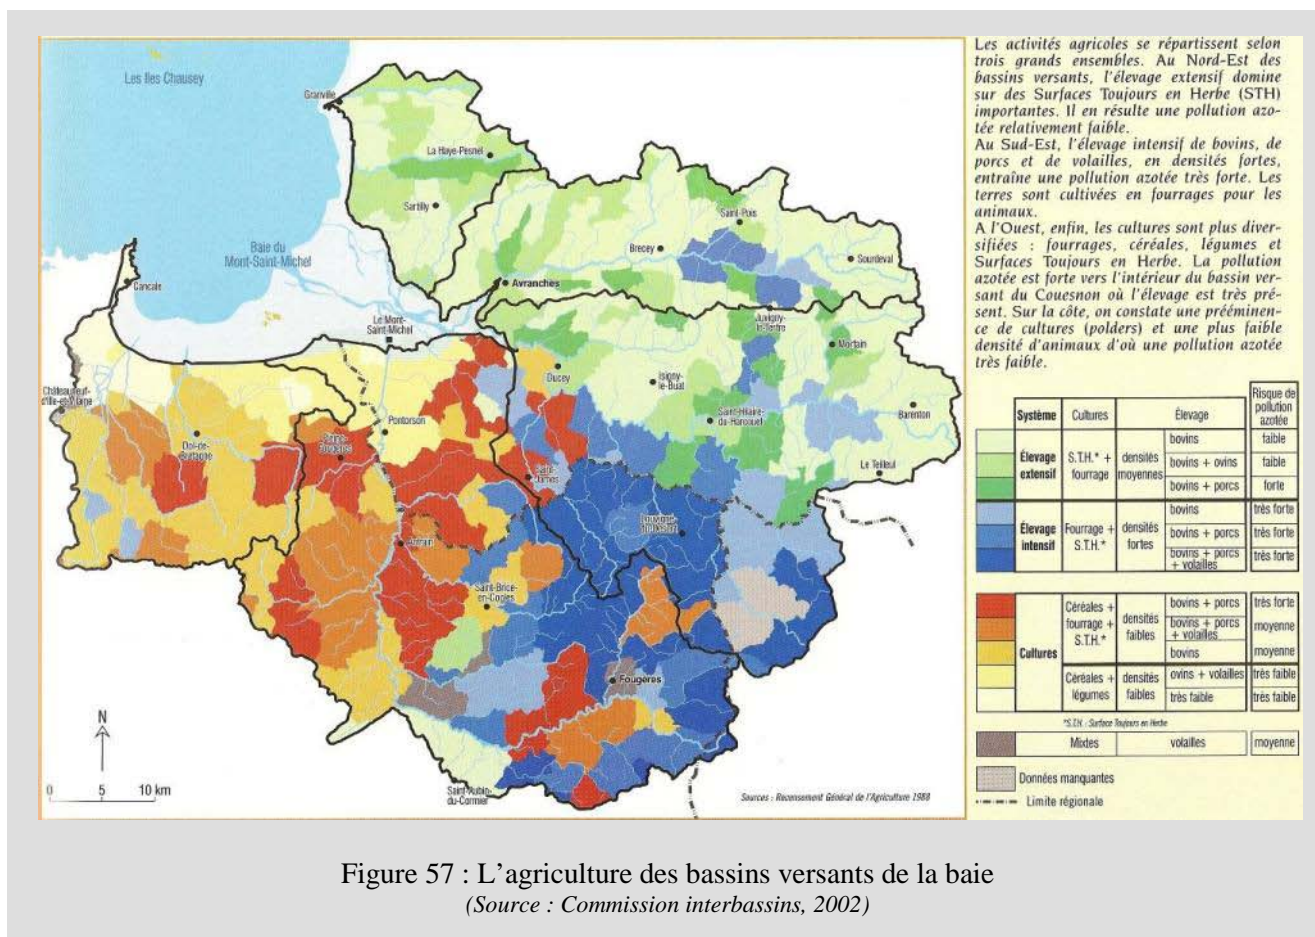 Les Iles Chausey
Granville
La Haye-Pesnel
Sartilly
Saint-Pois
Brecey
Sourdeval
Baie du
Mont-Saint-Michel
Cancale
Avranches
Le Mont-
Saint-Michel
Juvigny-
le-Tertre
Mortain
Ducey
Isigny-
le-Buat
Châteauneuf-
Pontorson
Saint-Hilaire-
du-Harcouet
Barenton
Dol-de-
Bretagne
Pleine-
Fougères
Saint-
James
Le Teilleul
Antrain
Louvigné-
du-Désert
Saint-Brice-
en-Cogles
Fougères
Saint-Aubin-
du-Cormier
N
0 5 10 km
Sources : Recensement Général de l'Agriculture 1988
Les activités agricoles se répartissent selon
trois grands ensembles. Au Nord-Est des
bassins versants, l'élevage extensif domine
sur des Surfaces Toujours en Herbe (STH)
importantes. Il en résulte une pollution azo-
tée relativement faible.
Au Sud-Est, l'élevage intensif de bovins, de
porcs et de volailles, en densités fortes,
entraîne une pollution azotée très forte. Les
terres sont cultivées en fourrages pour les
animaux.
A l'Ouest, enfin, les cultures sont plus diver-
sifiées : fourrages, céréales, légumes et
Surfaces Toujours en Herbe. La pollution
azotée est forte vers l'intérieur du bassin ver-
sant du Couesnon où l'élevage est très pré-
sent. Sur la côte, on constate une prééminen-
ce de cultures (polders) et une plus faible
densité d'animaux d'où une pollution azotée
très faible.
Système Cultures Élevage Risque de
pollution
azotée
Élevage
extensif
S.T.H.* +
fourrage
densités
moyennes
bovins faible
bovins + ovins faible
bovins + porcs forte
Élevage
intensif
Fourrage +
S.T.H.*
densités
fortes
bovins très forte
bovins + porcs très forte
bovins + porcs
+ volailles très forte
Cultures
Céréales +
fourrage +
S.T.H.*
densités
faibles
bovins + porcs très forte
bovins + porcs
+ volailles moyenne
bovins moyenne
Céréales +
légumes
densités
faibles
ovins + volailles très faible
très faible très faible
*S.T.H. : Surface Toujours en Herbe
Mixtes volailles moyenne
Données manquantes
Limite régionale
Figure 57 : L'agriculture des bassins versants de la baie
(Source : Commission interbassins, 2002)